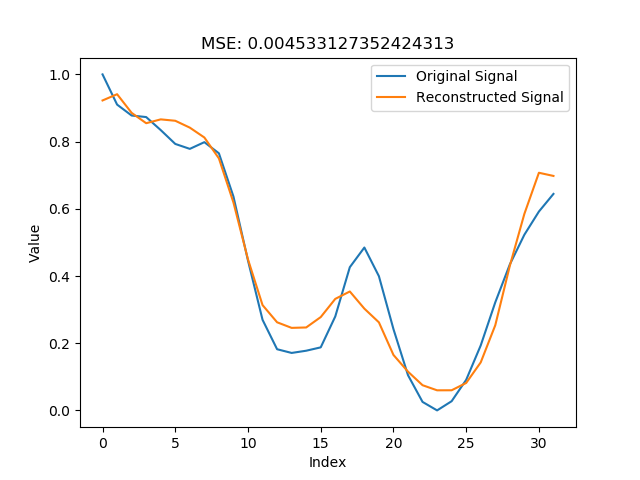 MSE: 0.004533127352424313
Original Signal
Reconstructed Signal
1.0
0.8
0.6
0.4
0.2
0.0
Value
0 5 10 15 20 25 30
Index